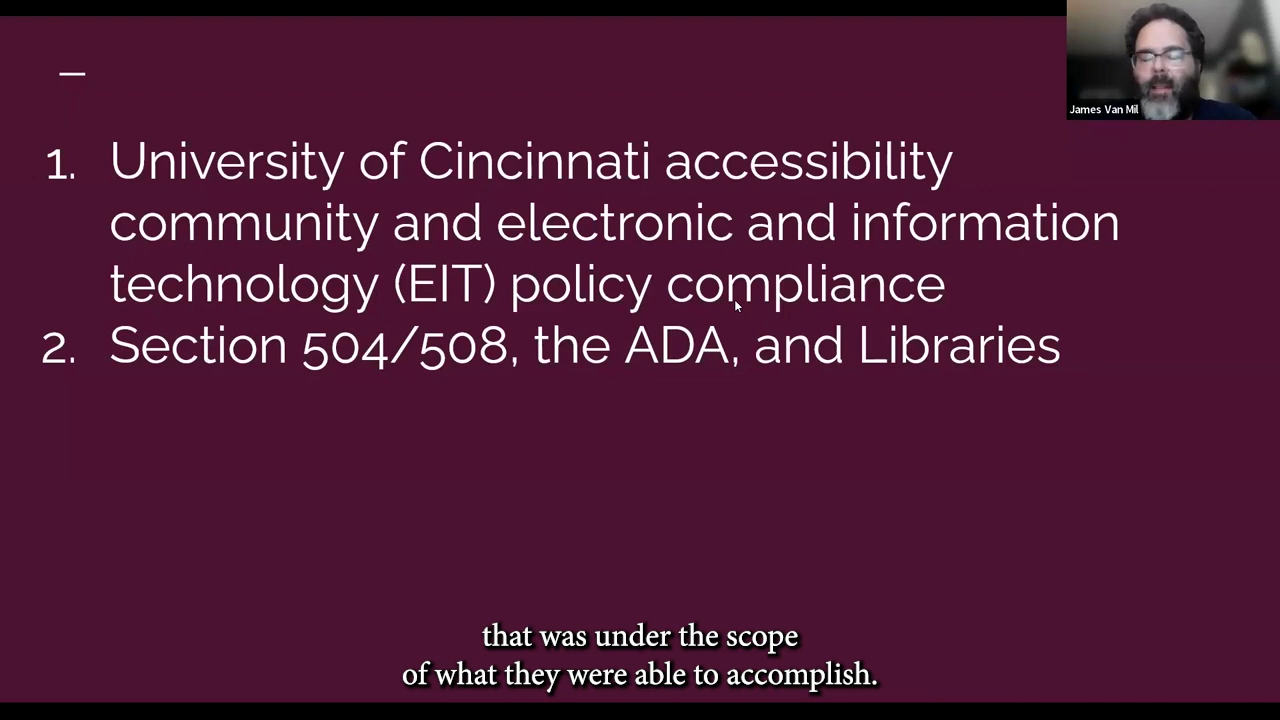 James Van Mil
1. University of Cincinnati accessibility
community and electronic and information
technology (EIT) policy compliance
2. Section 504/508, the ADA, and Libraries
that was under the scope
of what they were able to accomplish.